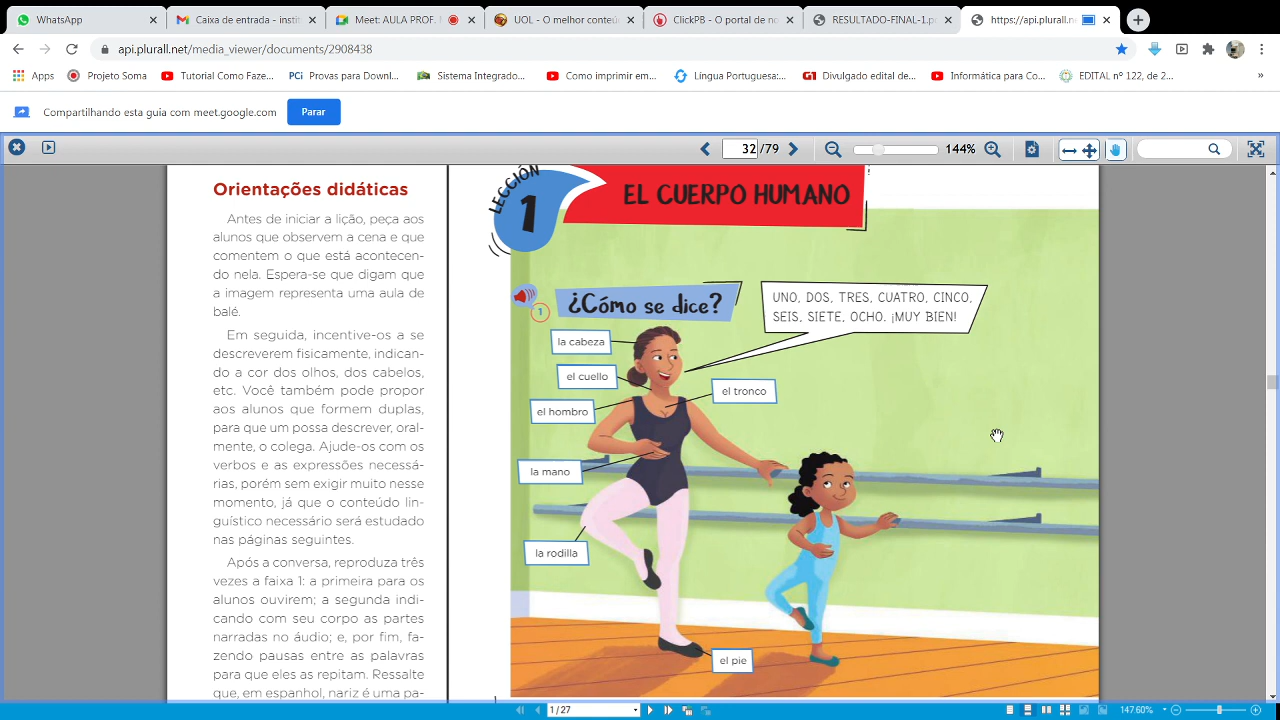 WhatsApp
Caixa de entrada - instit
Meet: AULA PROF. M
UOL - O melhor conteú
ClickPB - O portal de no
RESULTADO-FINAL-1.p
https://api.plurall.ne
api.plurall.net/media_viewer/documents/2908438
Apps
Projeto Soma
Tutorial Como Faze...
PCi Provas para Downl...
Sistema Integrado...
Como imprimir em...
Língua Portuguesa:...
G1 Divulgado edital de...
Informática para Co...
EDITAL nº 122, de 2...
Compartilhando esta guia com meet.google.com
Parar
32 /79
144%
Orientações didáticas
Antes de iniciar a lição, peça aos
alunos que observem a cena e que
comentem o que está acontecen-
do nela. Espera-se que digam que
a imagem representa uma aula de
balé.
Em seguida, incentive-os a se
descreverem fisicamente, indican-
do a cor dos olhos, dos cabelos,
etc. Você também pode propor
aos alunos que formem duplas,
para que um possa descrever, oral-
mente, o colega. Ajude-os com os
verbos e as expressões necessá-
rias, porém sem exigir muito nesse
momento, já que o conteúdo lin-
guístico necessário será estudado
nas páginas seguintes.
Após a conversa, reproduza três
vezes a faixa 1: a primeira para os
alunos ouvirem; a segunda indi-
cando com seu corpo as partes
narradas no áudio; e, por fim, fa-
zendo pausas entre as palavras
para que eles as repitam. Ressalte
que, em espanhol, nariz é uma pa-
LECCIÓN
1
EL CUERPO HUMANO
1
¿Cómo se dice?
UNO, DOS, TRES, CUATRO, CINCO,
SEIS, SIETE, OCHO. ¡MUY BIEN!
la cabeza
el cuello
el tronco
el hombro
la mano
la rodilla
el pie
1 / 27
147.60%